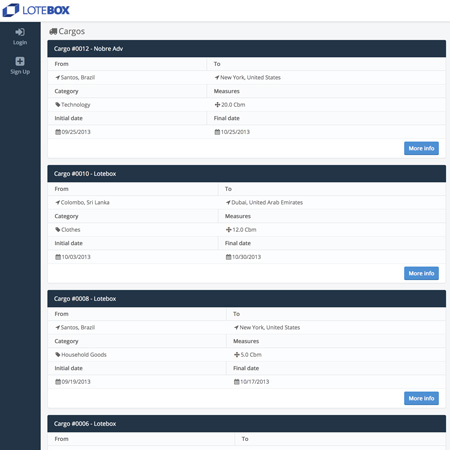 LOTEBOX
Login
Sign Up
Cargos
Cargo #0012 - Nobre Adv
From To
Santos, Brazil New York, United States
Category Measures
Technology 20.0 Cbm
Initial date Final date
09/25/2013 10/25/2013
More info
Cargo #0010 - Lotebox
From To
Colombo, Sri Lanka Dubai, United Arab Emirates
Category Measures
Clothes 12.0 Cbm
Initial date Final date
10/03/2013 10/30/2013
More info
Cargo #0008 - Lotebox
From To
Santos, Brazil New York, United States
Category Measures
Household Goods 5.0 Cbm
Initial date Final date
09/19/2013 10/17/2013
More info
Cargo #0006 - Lotebox
From To